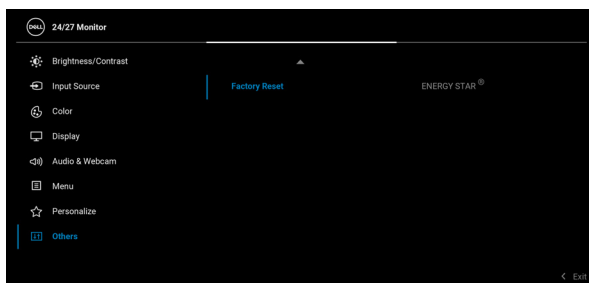 DELL 24/27 Monitor
Brightness/Contrast
Input Source Factory Reset ENERGY STAR®
Color
Display
Audio & Webcam
Menu
Personalize
Others
Exit